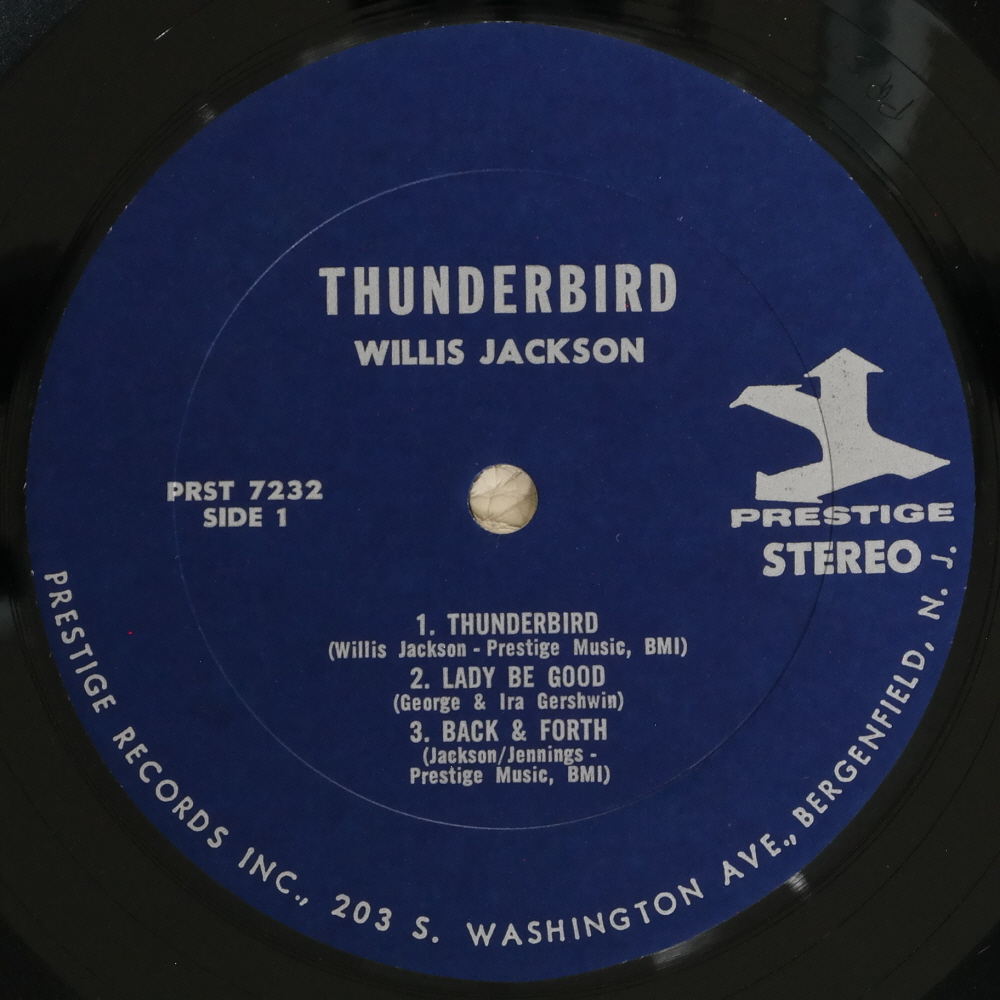 THUNDERBIRD
WILLIS JACKSON
PRST 7232
SIDE 1
PRESTIGE
STEREO
1. THUNDERBIRD
(Willis Jackson - Prestige Music, BMI)
2. LADY BE GOOD
(George & Ira Gershwin)
3. BACK & FORTH
(Jackson/Jennings -
Prestige Music, BMI)
PRESTIGE RECORDS INC., 203 S. WASHINGTON AVE., BERGENFIELD, N. J.